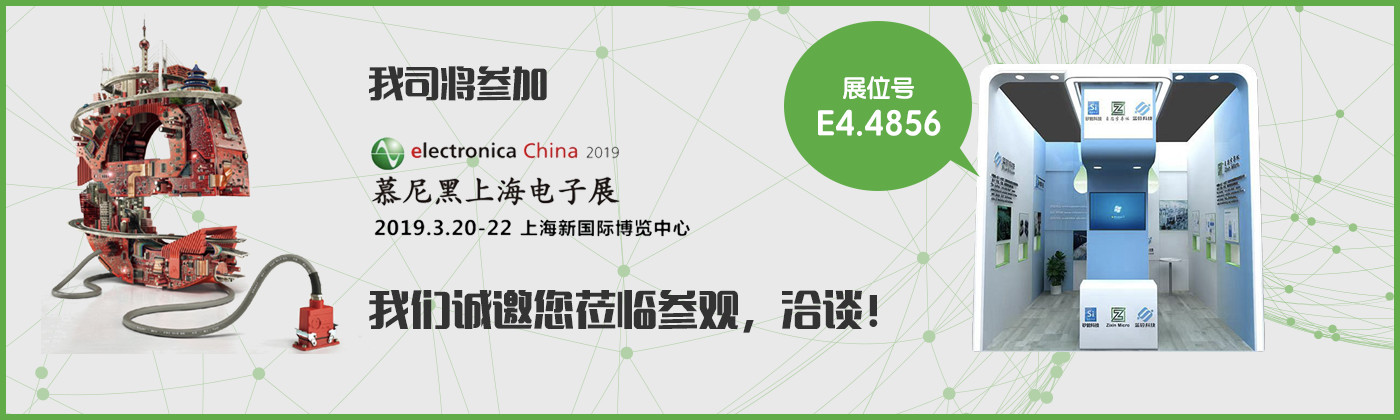 我司将参加
electronica China 2019
慕尼黑上海电子展
2019.3.20-22 上海新国际博览中心
我们诚邀您莅临参观，洽谈!
展位号
E4.4856
Zixin Micro